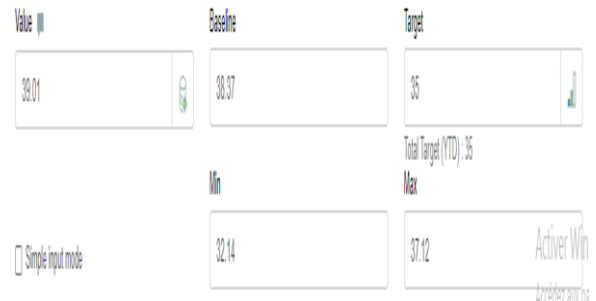 Value Baseline Target
39.01 38.37 35
Total Target (YTD) : 35
Min Max
32.14 37.12
Simple input mode
Activer Win